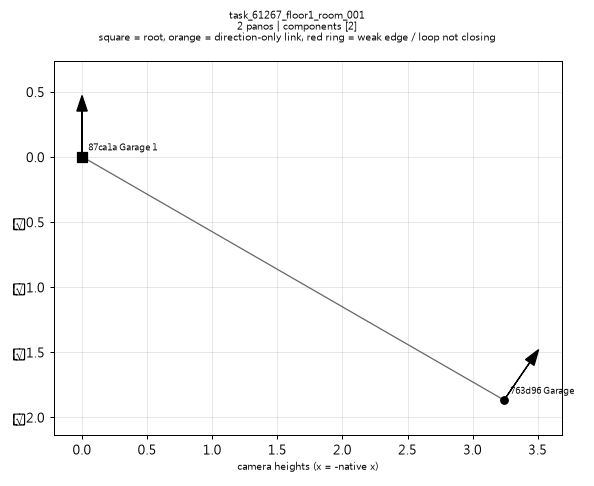 task_61267_floor1_room_001
2 panos | components [2]
square = root, orange = direction-only link, red ring = weak edge / loop not closing
0.5
87ca1a Garage 1
0.0
0.5
1.0
1.5
763d96 Garage
2.0
0.0 0.5 1.0 1.5 2.0 2.5 3.0 3.5
camera heights (x = -native x)